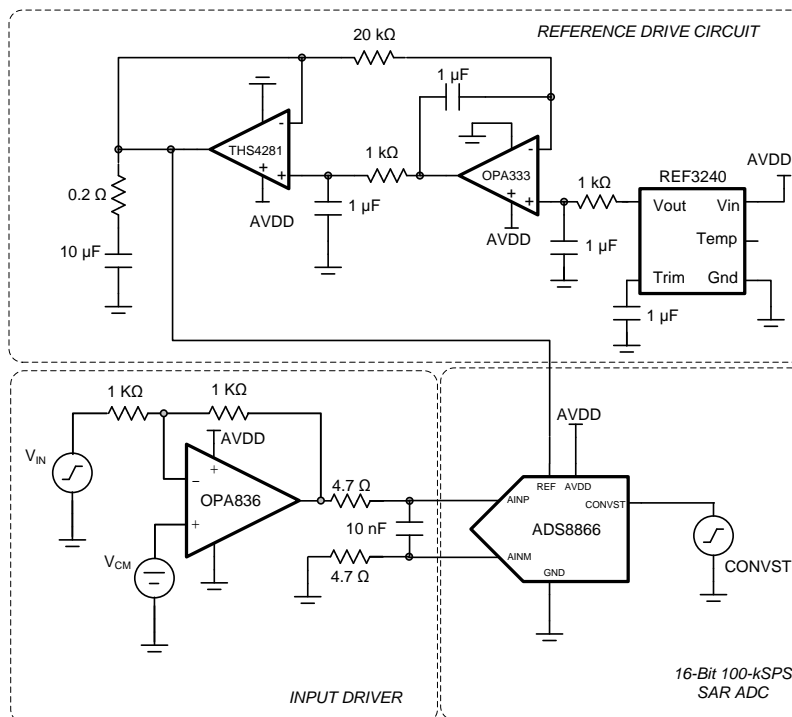 REFERENCE DRIVE CIRCUIT
20 kΩ
1 µF
-
THS4281
+
+
AVDD
1 kΩ
1 µF
-
OPA333
+
+
AVDD
1 kΩ
1 µF
REF3240
AVDD
Vout
Vin
Temp
Trim
Gnd
1 µF
0.2 Ω
10 µF
1 KΩ
1 KΩ
AVDD
VIN
+
−
OPA836
+
VCM
4.7 Ω
10 nF
4.7 Ω
INPUT DRIVER
AVDD
REF
AVDD
AINP
CONVST
ADS8866
AINM
GND
CONVST
16-Bit 100-kSPS
SAR ADC